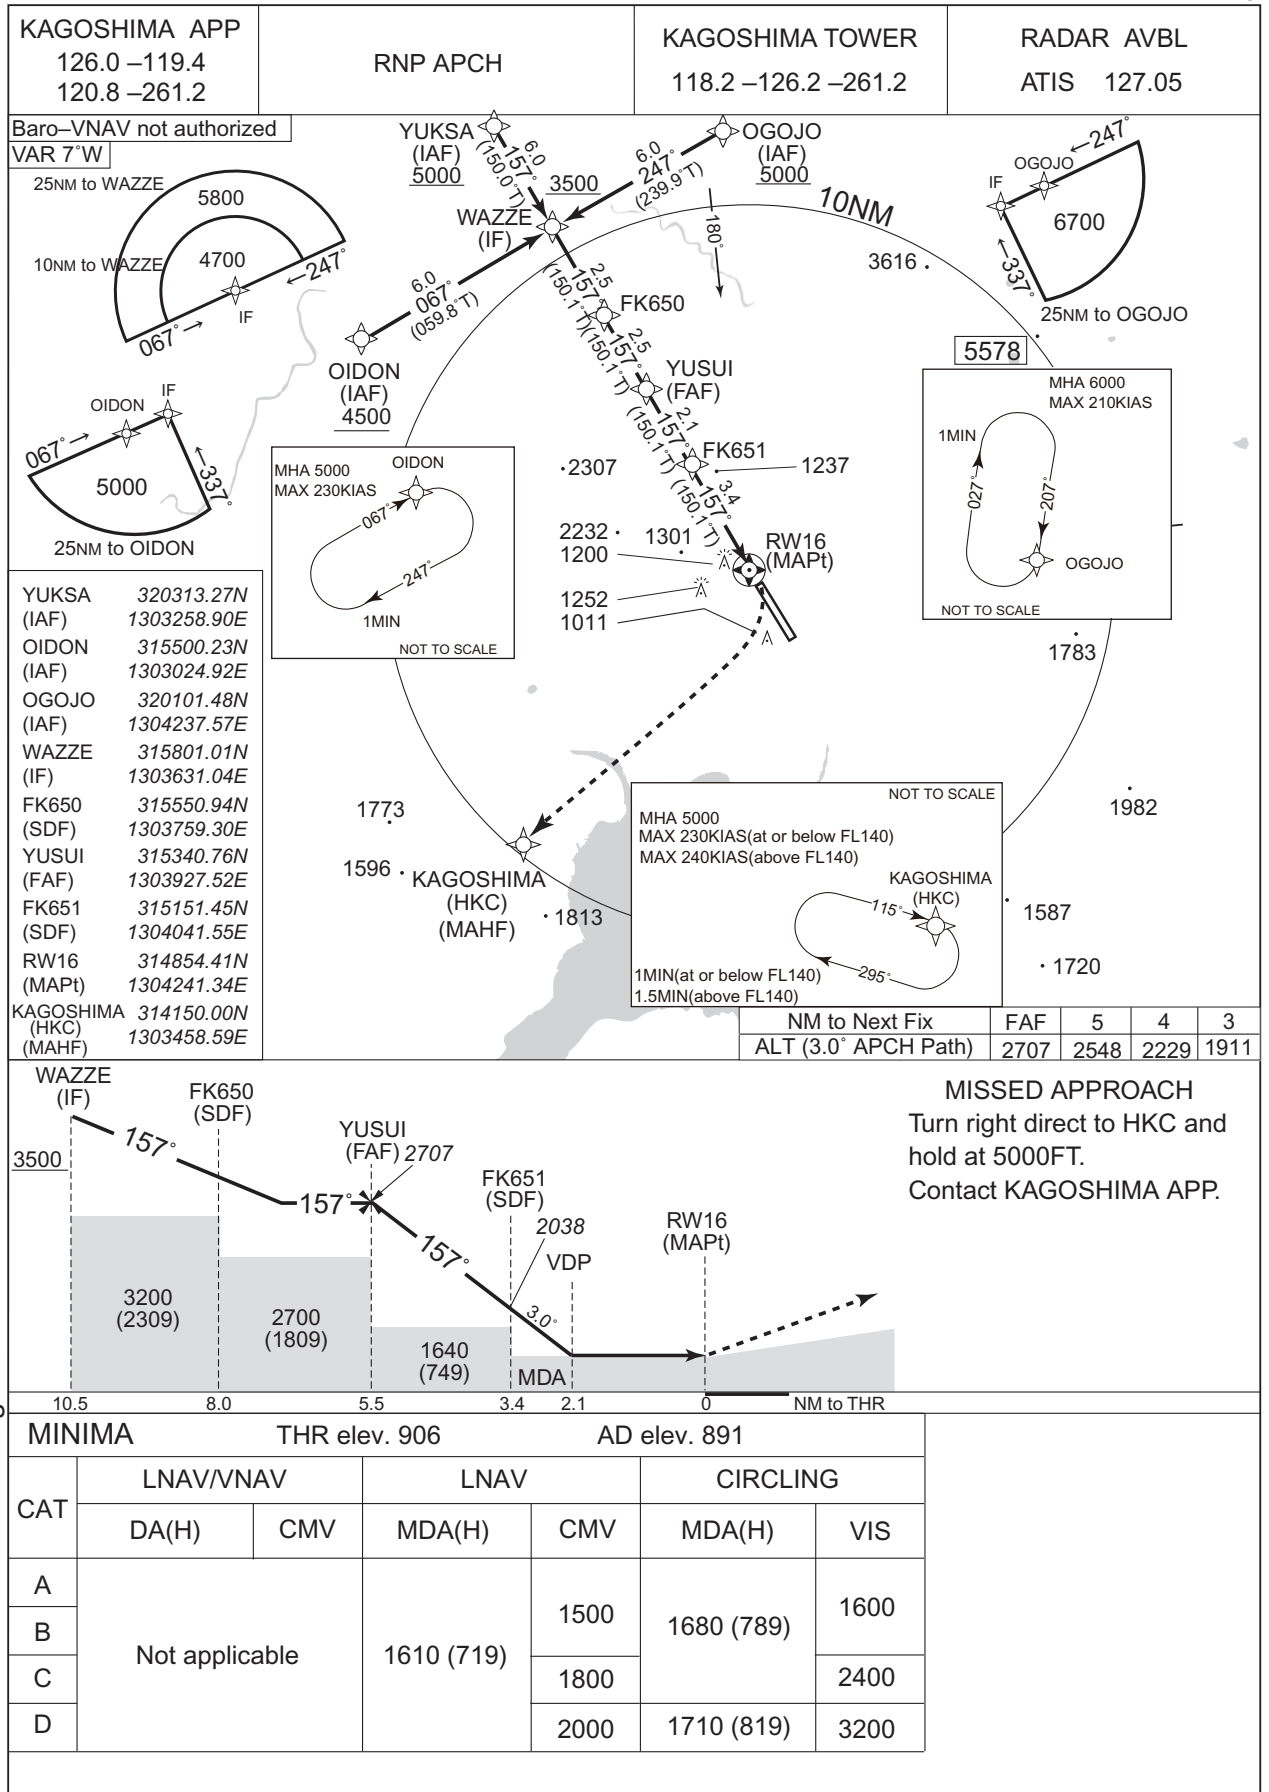 KAGOSHIMA APP
126.0 –119.4
120.8 –261.2
RNP APCH
KAGOSHIMA TOWER
118.2 –126.2 –261.2
RADAR AVBL
ATIS 127.05
Baro–VNAV not authorized
VAR 7˚W
25NM to WAZZE
5800
10NM to WAZZE
4700
←247˚
IF
067˚→
YUKSA
(IAF)
5000
6.0
157˚
(150.0˚T)
OGOJO
(IAF)
5000
6.0
247˚
(239.9˚T)
3500
WAZZE
(IF)
180˚
10NM
3616
←247˚
OGOJO
IF
6700
←337˚
25NM to OGOJO
6.0
067˚
(059.8˚T)
OIDON
(IAF)
4500
2.5
157˚
(150.1˚T)
FK650
2.5
157˚
(150.1˚T)
YUSUI
(FAF)
2.1
157˚
(150.1˚T)
FK651
3.4
157˚
(150.1˚T)
RW16
(MAPt)
5578
MHA 6000
MAX 210KIAS
1MIN
027˚
207˚
OGOJO
NOT TO SCALE
IF
OIDON
067˚→
5000
←337˚
25NM to OIDON
MHA 5000
MAX 230KIAS
OIDON
067˚
247˚
1MIN
NOT TO SCALE
2307
1237
2232
1301
1200
1252
1011
1783
YUKSA 320313.27N
(IAF) 1303258.90E
OIDON 315500.23N
(IAF) 1303024.92E
OGOJO 320101.48N
(IAF) 1304237.57E
WAZZE 315801.01N
(IF) 1303631.04E
FK650 315550.94N
(SDF) 1303759.30E
YUSUI 315340.76N
(FAF) 1303927.52E
FK651 315151.45N
(SDF) 1304041.55E
RW16 314854.41N
(MAPt) 1304241.34E
KAGOSHIMA 314150.00N
(HKC)
(MAHF) 1303458.59E
1773
1596
KAGOSHIMA
(HKC)
(MAHF)
1813
1982
1587
1720
NOT TO SCALE
MHA 5000
MAX 230KIAS(at or below FL140)
MAX 240KIAS(above FL140)
KAGOSHIMA
(HKC)
115˚
295˚
1MIN(at or below FL140)
1.5MIN(above FL140)
NM to Next Fix FAF 5 4 3
ALT (3.0˚ APCH Path) 2707 2548 2229 1911
WAZZE
(IF)
FK650
(SDF)
YUSUI
(FAF) 2707
FK651
(SDF)
2038
VDP
RW16
(MAPt)
3500
157˚
157˚
157˚
3.0˚
3200
(2309)
2700
(1809)
1640
(749)
MDA
10.5 8.0 5.5 3.4 2.1 0 NM to THR
MISSED APPROACH
Turn right direct to HKC and
hold at 5000FT.
Contact KAGOSHIMA APP.
MINIMA THR elev. 906 AD elev. 891
CAT LNAV/VNAV LNAV CIRCLING
DA(H) CMV MDA(H) CMV MDA(H) VIS
A
B
C
D
Not applicable
1610 (719)
1500
1800
2000
1680 (789)
1710 (819)
1600
2400
3200